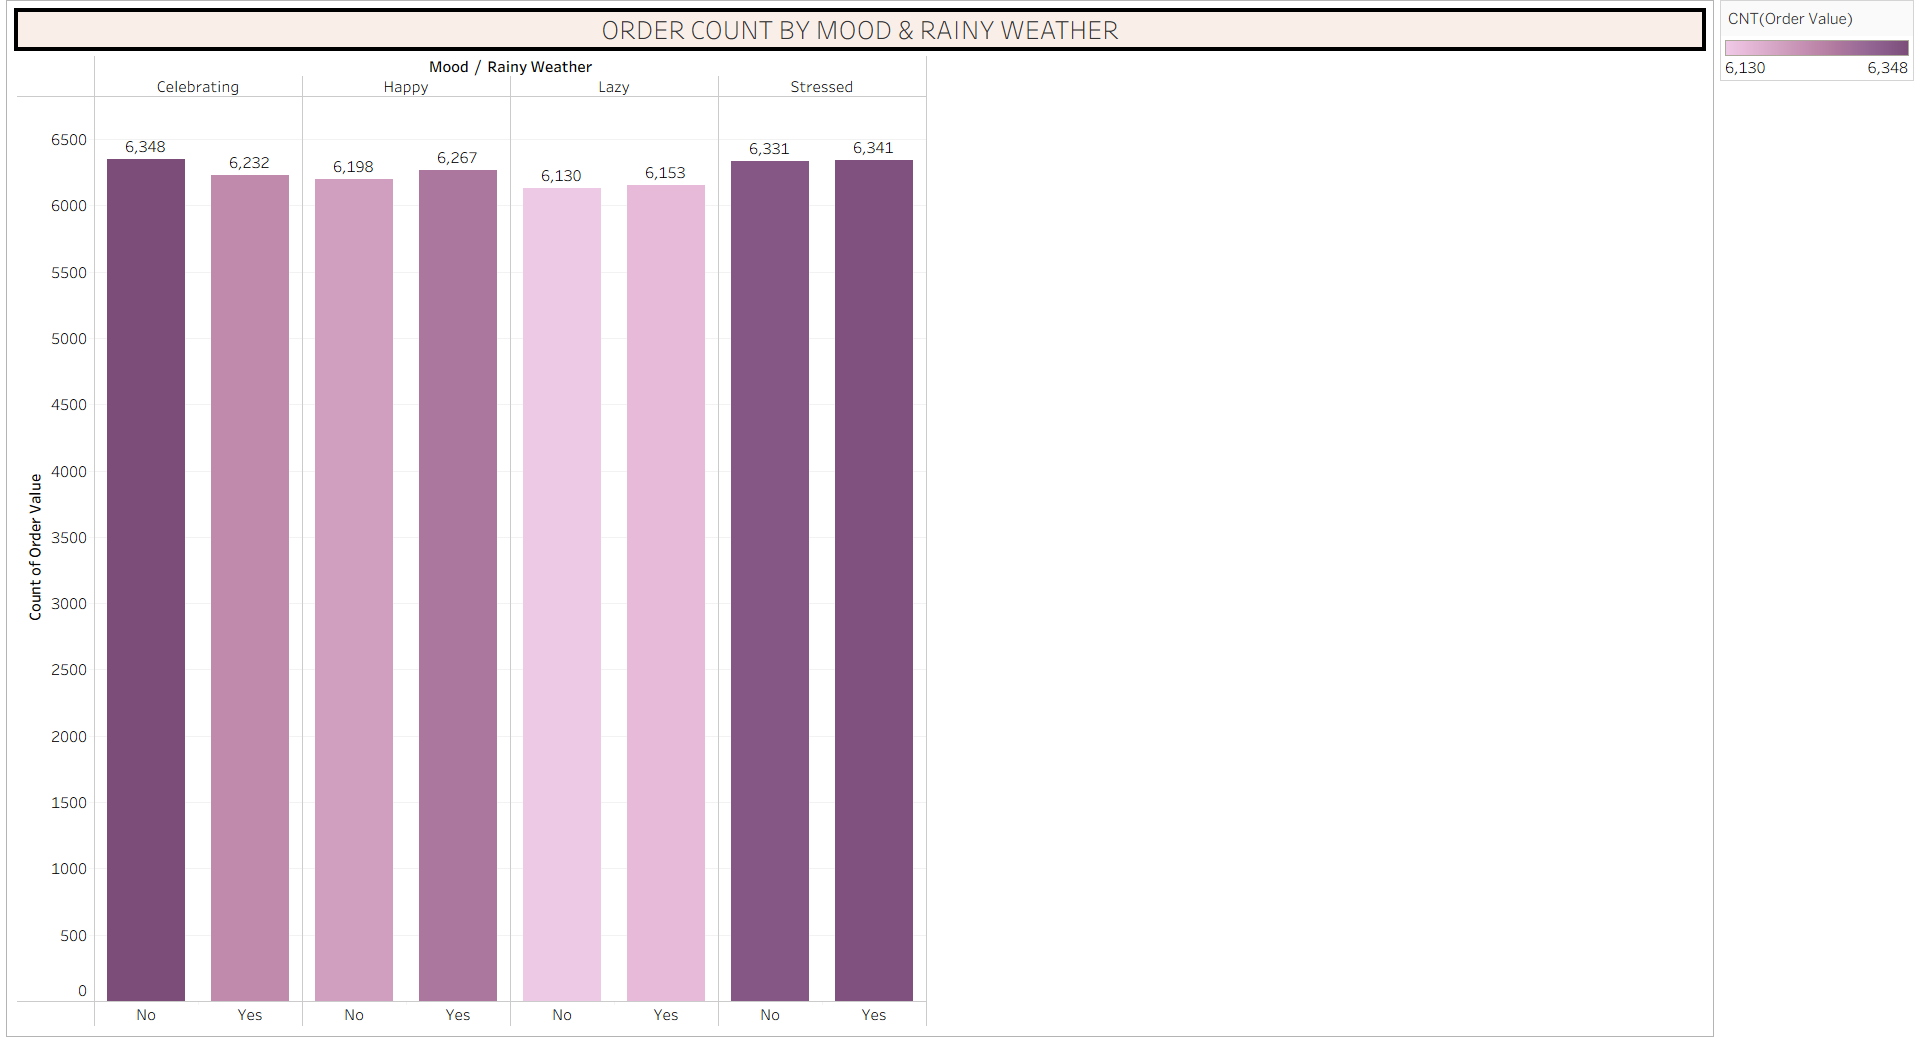 ORDER COUNT BY MOOD & RAINY WEATHER
CNT(Order Value)
6,130 6,348
Mood / Rainy Weather
Celebrating Happy Lazy Stressed
Count of Order Value
6500
6000
5500
5000
4500
4000
3500
3000
2500
2000
1500
1000
500
0
6,348 6,232 6,198 6,267 6,130 6,153 6,331 6,341
No Yes No Yes No Yes No Yes